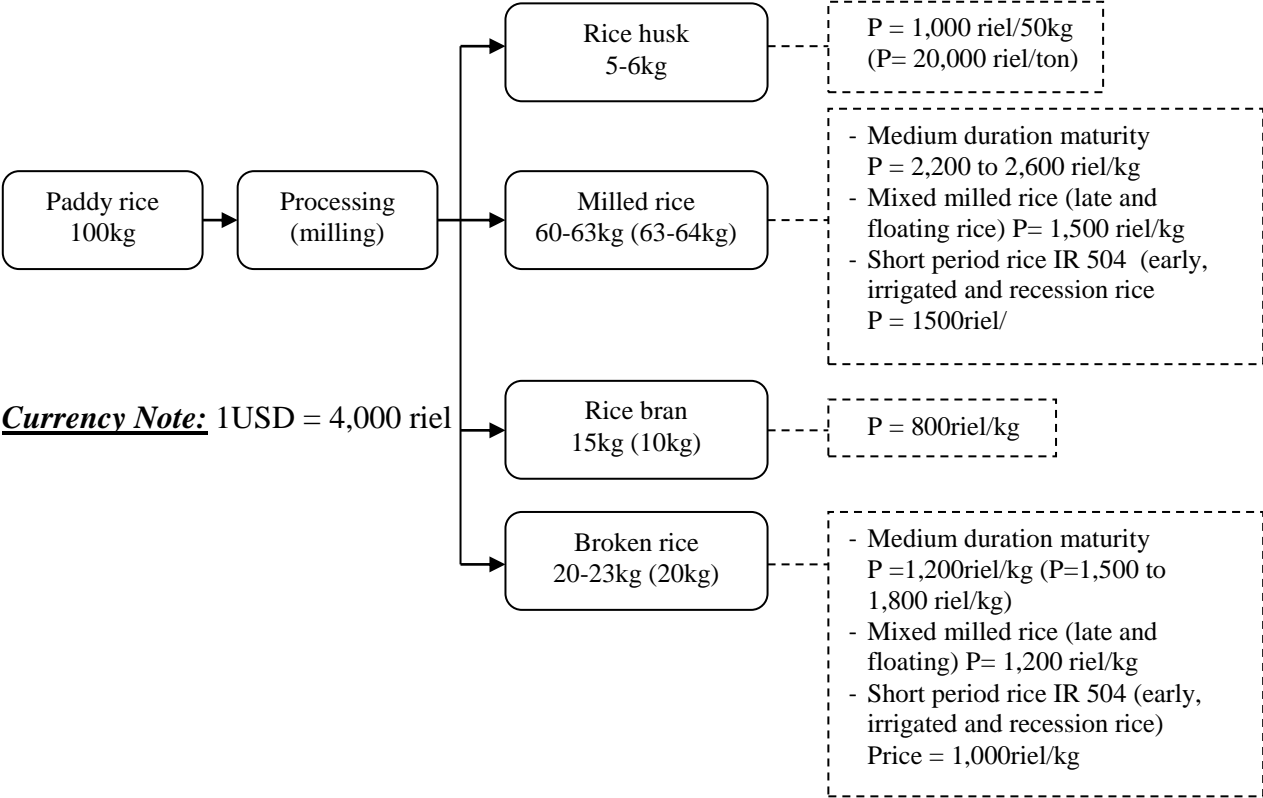 Rice husk
5-6kg
P = 1,000 riel/50kg
(P= 20,000 riel/ton)
Paddy rice
100kg
Processing
(milling)
Milled rice
60-63kg (63-64kg)
- Medium duration maturity
P = 2,200 to 2,600 riel/kg
- Mixed milled rice (late and
floating rice) P= 1,500 riel/kg
- Short period rice IR 504 (early,
irrigated and recession rice
P = 1500riel/
Currency Note: 1USD = 4,000 riel
Rice bran
15kg (10kg)
P = 800riel/kg
Broken rice
20-23kg (20kg)
- Medium duration maturity
P =1,200riel/kg (P=1,500 to
1,800 riel/kg)
- Mixed milled rice (late and
floating) P= 1,200 riel/kg
- Short period rice IR 504 (early,
irrigated and recession rice)
Price = 1,000riel/kg